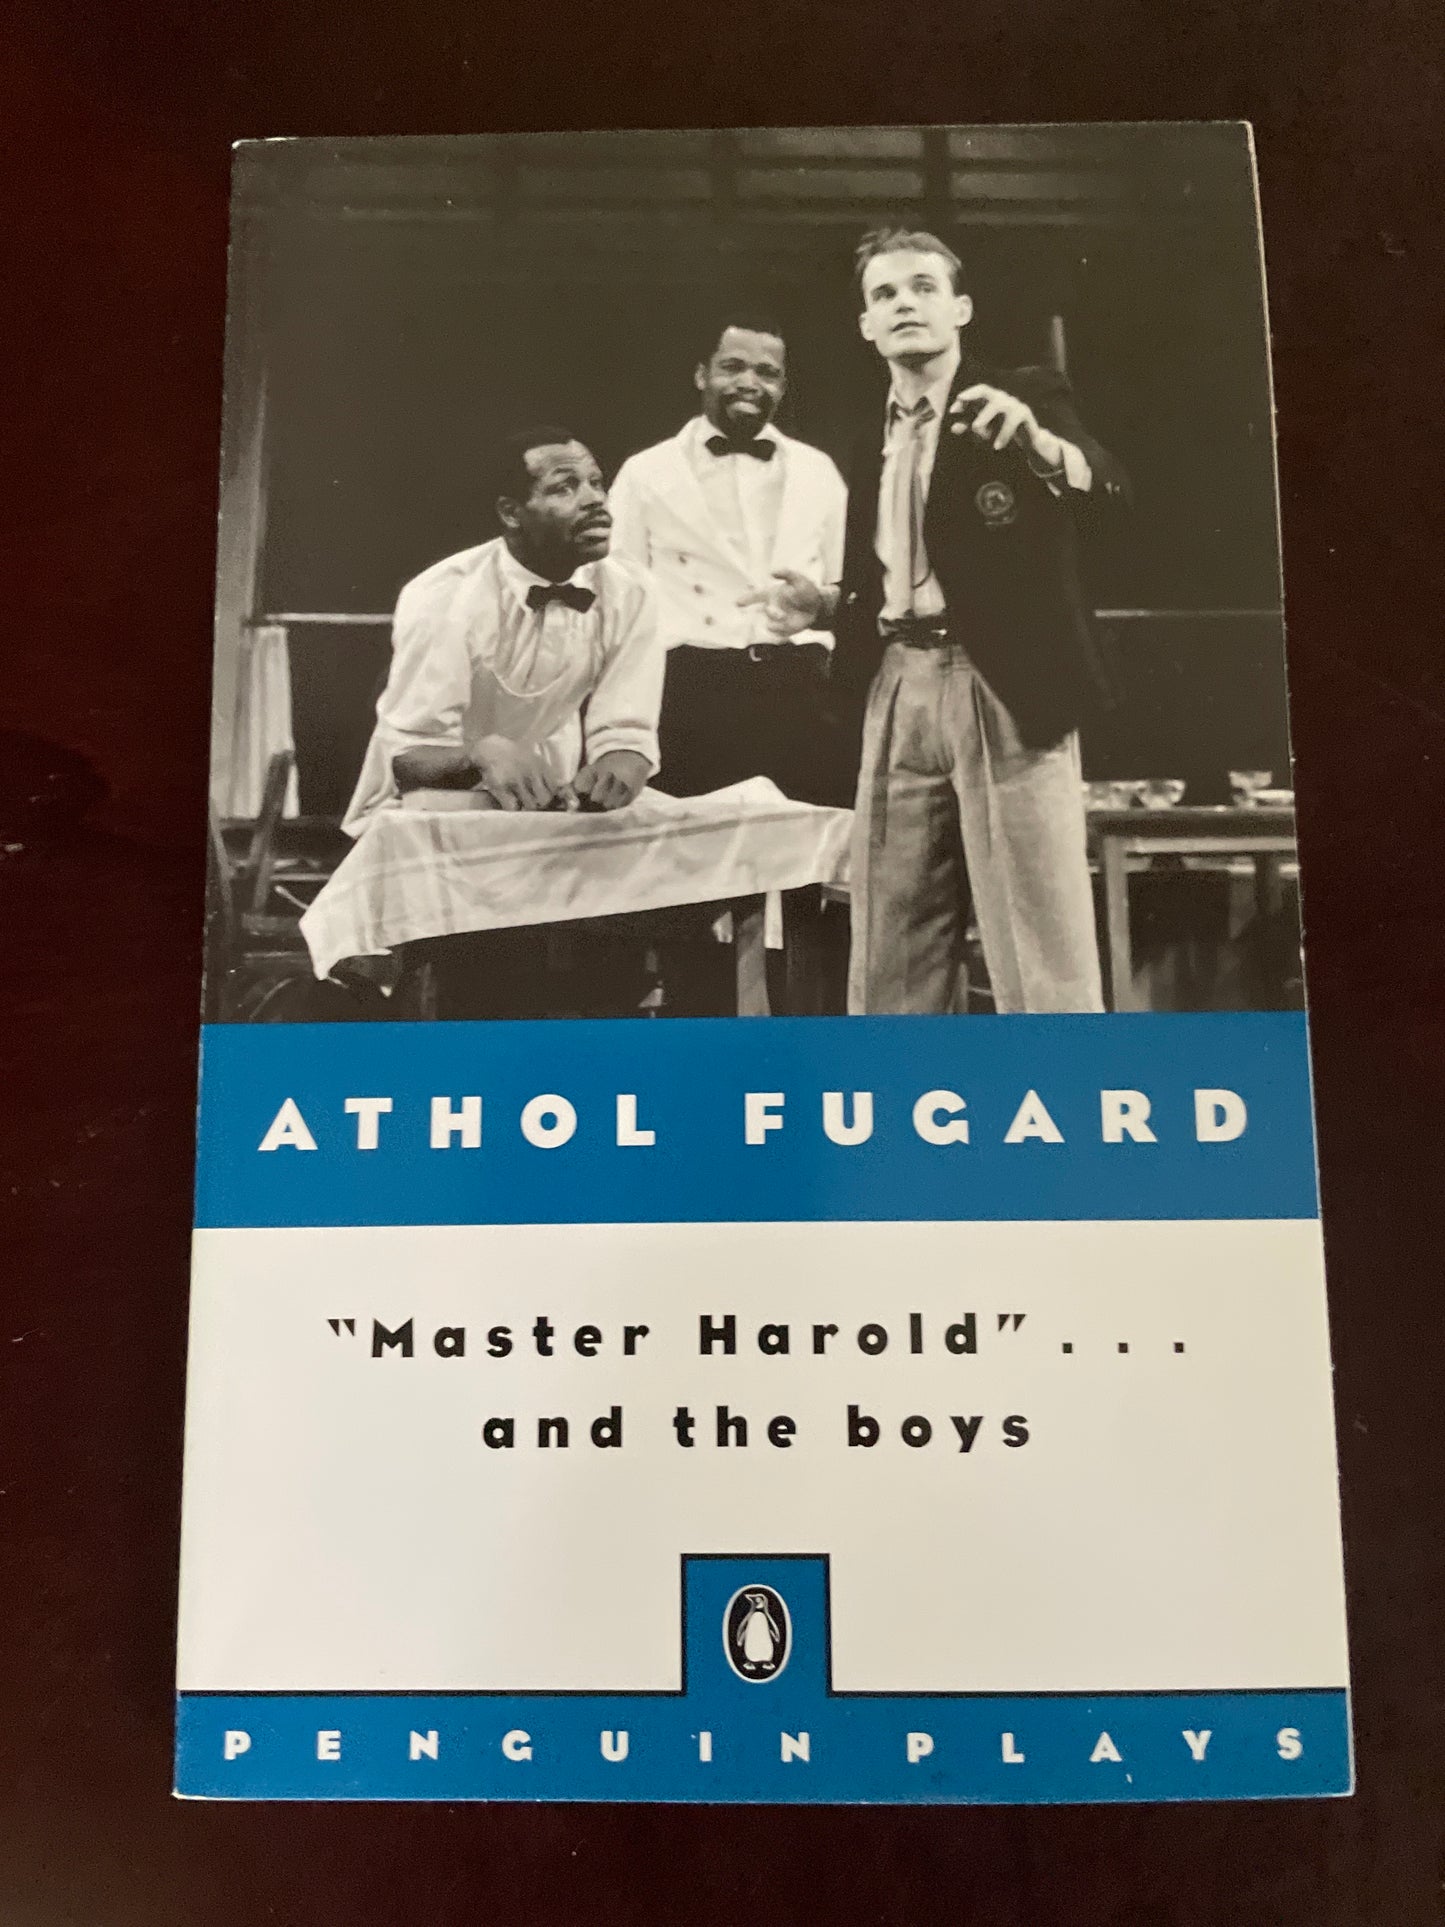 ATHOL FUGARD
"Master Harold" . . .
and the boys
PENGUIN PLAYS